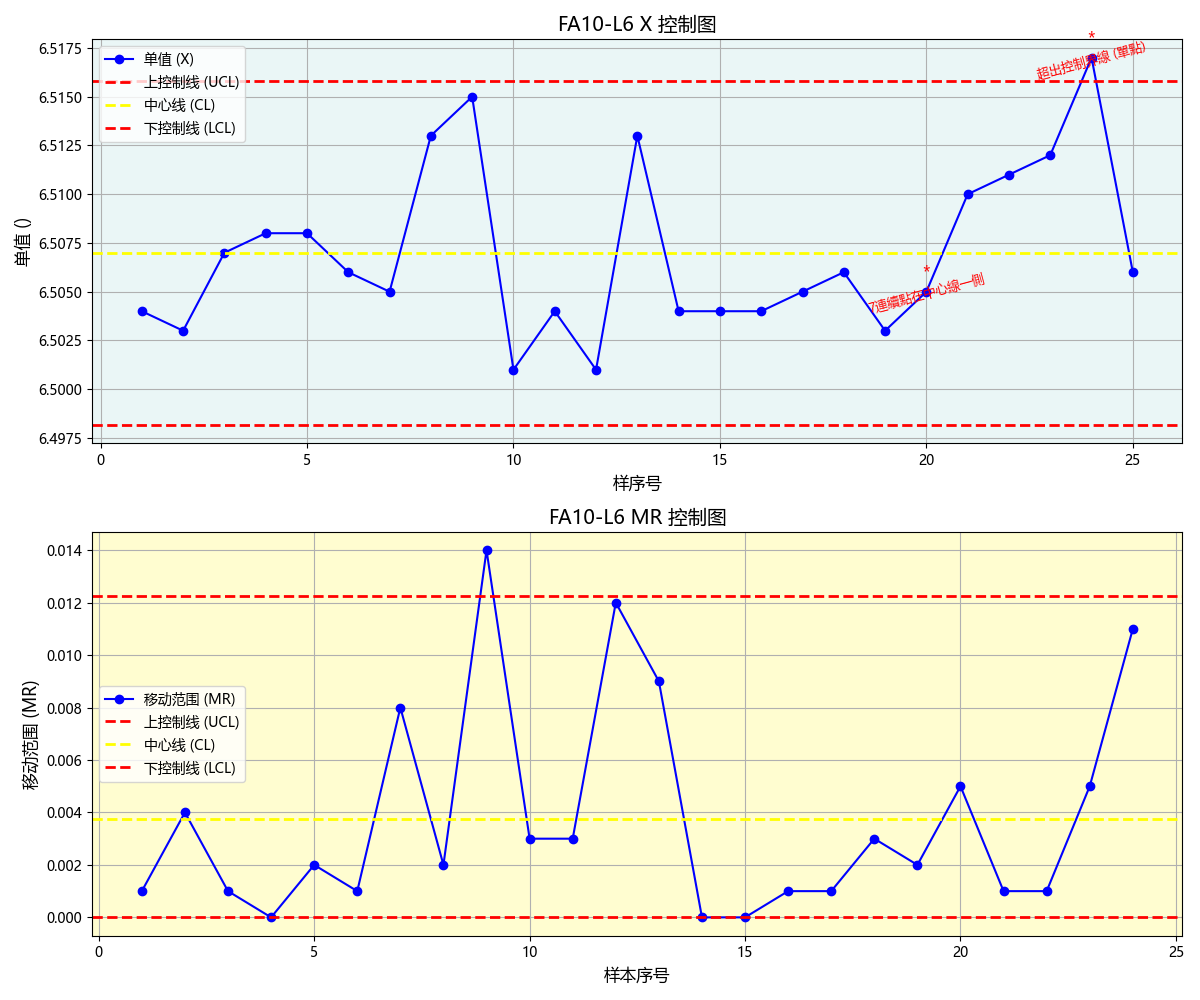 FA10-L6 X 控制图
6.5175
6.5150
6.5125
6.5100
6.5075
6.5050
6.5025
6.5000
6.4975
单值 ()
单值 (X)
上控制线 (UCL)
中心线 (CL)
下控制线 (LCL)
*
超出控制界線 (單點)
*
7連續點在中心線一側
0 5 10 15 20 25
样序号
FA10-L6 MR 控制图
0.014
0.012
0.010
0.008
0.006
0.004
0.002
0.000
移动范围 (MR)
移动范围 (MR)
上控制线 (UCL)
中心线 (CL)
下控制线 (LCL)
0 5 10 15 20 25
样本序号